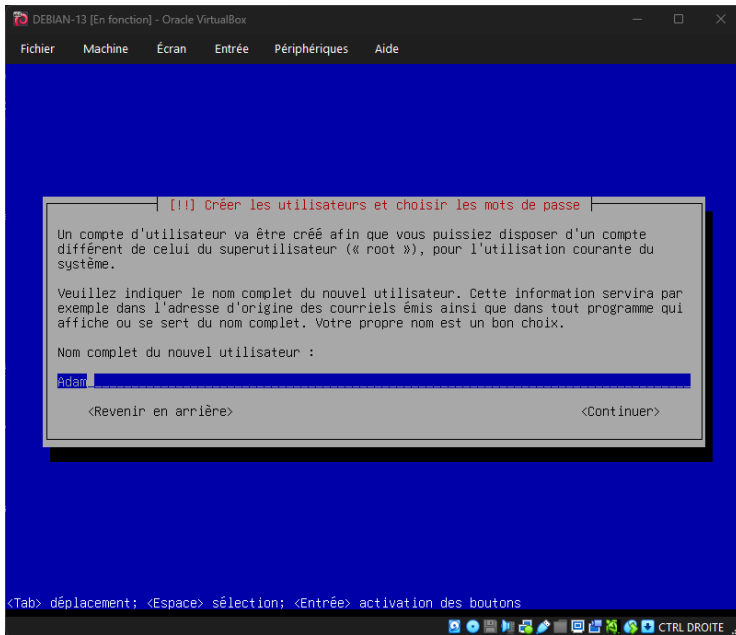 DEBIAN-13 [En fonction] - Oracle VirtualBox
Fichier Machine Écran Entrée Périphériques Aide
[!!] Créer les utilisateurs et choisir les mots de passe
Un compte d'utilisateur va être créé afin que vous puissiez disposer d'un compte
différent de celui du superutilisateur (« root »), pour l'utilisation courante du
système.
Veuillez indiquer le nom complet du nouvel utilisateur. Cette information servira par
exemple dans l'adresse d'origine des courriels émis ainsi que dans tout programme qui
affiche ou se sert du nom complet. Votre propre nom est un bon choix.
Nom complet du nouvel utilisateur :
Adam
<Revenir en arrière> <Continuer>
<Tab> déplacement; <Espace> sélection; <Entrée> activation des boutons
CTRL DROITE